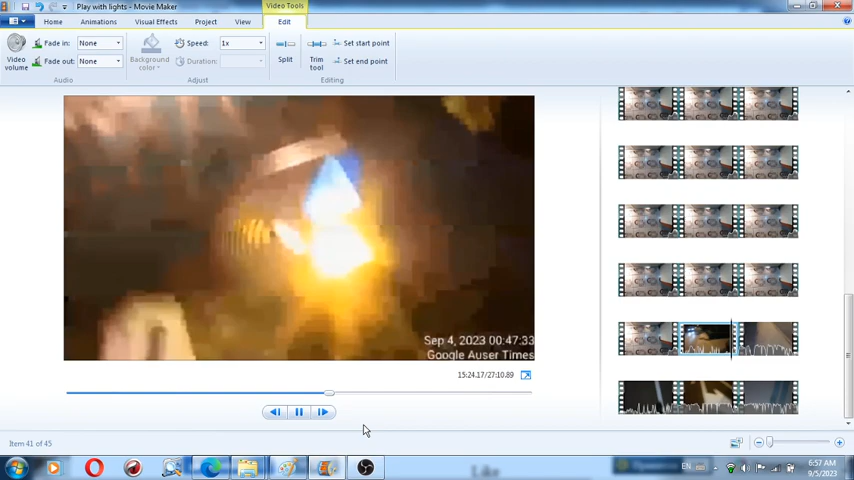 Play with lights - Movie Maker
Video Tools
Home Animations Visual Effects Project View Edit
Video volume
Fade in: None
Fade out: None
Audio
Background color
Speed: 1x
Duration:
Adjust
Split
Trim tool
Set start point
Set end point
Editing
Sep 4, 2023 00:47:33
Google Auser Times
15:24.17/27:10.89
Item 41 of 45
Like
EN
6:57 AM
9/5/2023